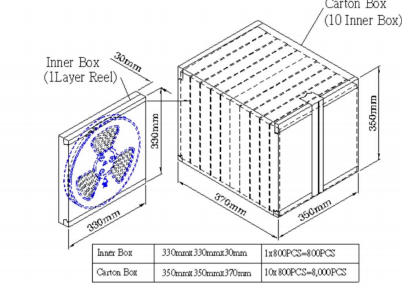 Carton Box
(10 Inner Box)
Inner Box
(1Layer Reel)
30mm
330mm
350mm
330mm
370mm
350mm
Inner Box 330mmx330mmx30mm 1x800PCS=800PCS
Carton Box 350mmx350mmx370mm 10x800PCS=8,000PCS